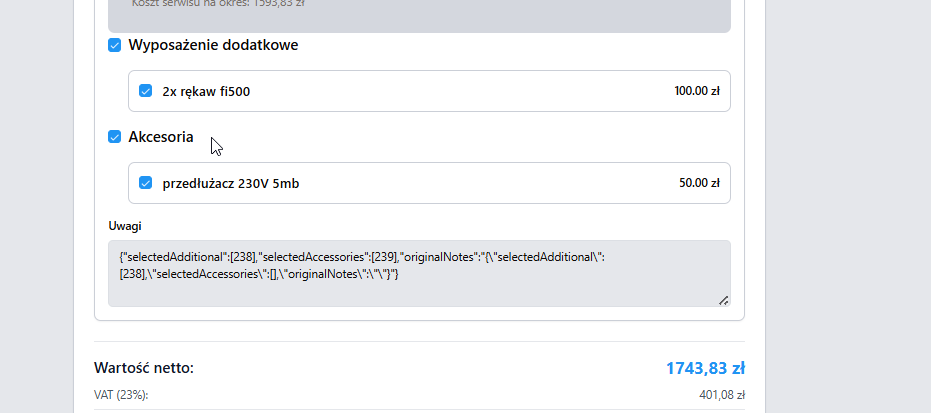 Koszt serwisu na okres: 1593,83 zł
Wyposażenie dodatkowe
2x rękaw fi500 100.00 zł
Akcesoria
przedłużacz 230V 5mb 50.00 zł
Uwagi
{"selectedAdditional":[238],"selectedAccessories":[239],"originalNotes":"{\"selectedAdditional\":
[238],\"selectedAccessories\":[],\"originalNotes\":\"\"}"}
Wartość netto: 1743,83 zł
VAT (23%): 401,08 zł